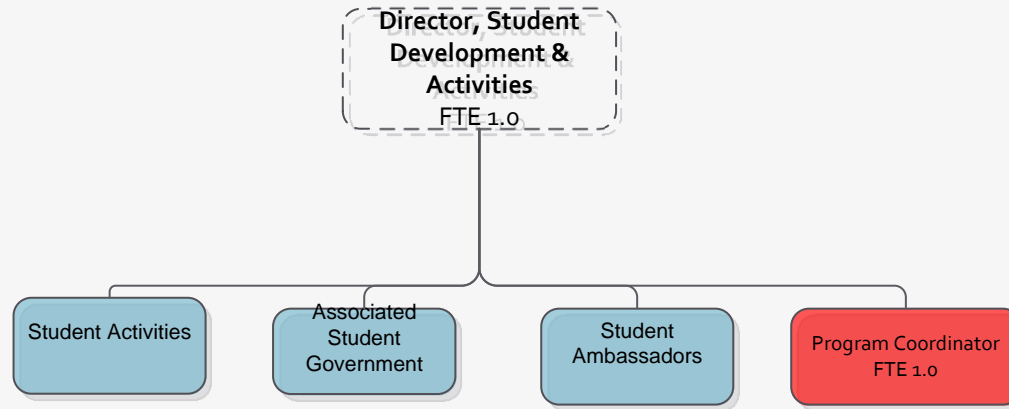 Director, Student
Development &
Activities
FTE 1.0
Student Activities
Associated
Student
Government
Student
Ambassadors
Program Coordinator
FTE 1.0